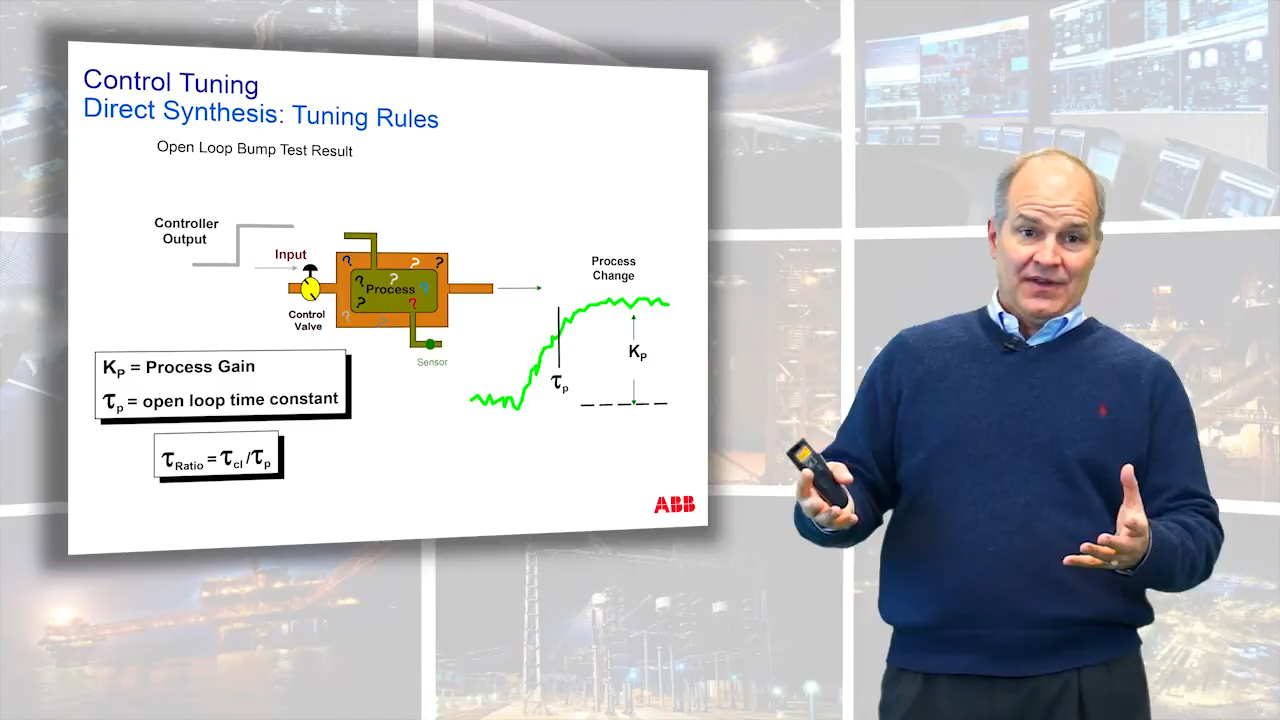 Control Tuning
Direct Synthesis: Tuning Rules
Open Loop Bump Test Result
Controller
Output
Input
Control
Valve
? ? ? ? ? Process ? ? ? ? ?
Sensor
Process
Change
KP
τp
KP = Process Gain
τp = open loop time constant
τRatio = τcl /τp
ABB